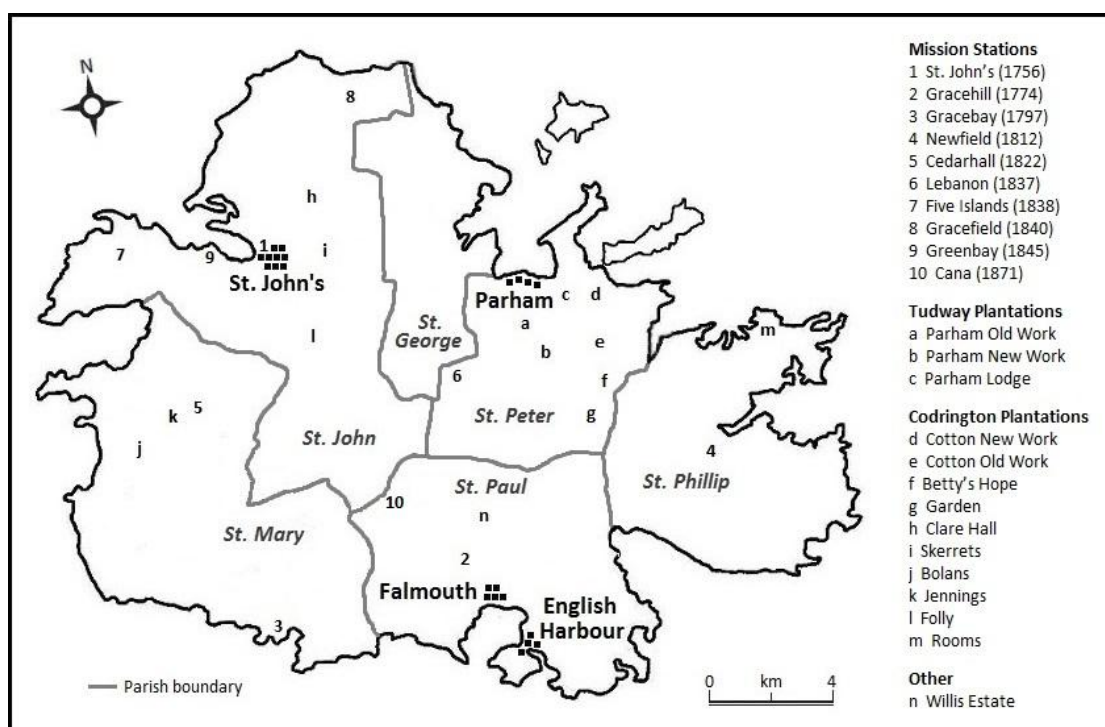 N
8
h
1
i
7
9
St. John's
Parham
c
d
a
m
St.
George
l
e
b
6
f
k
5
g
St. Peter
St. John
j
4
St. Paul
St. Phillip
10
n
St. Mary
2
Falmouth
English
Harbour
3
Parish boundary
0
km
4
Mission Stations
1 St. John's (1756)
2 Gracehill (1774)
3 Gracebay (1797)
4 Newfield (1812)
5 Cedarhall (1822)
6 Lebanon (1837)
7 Five Islands (1838)
8 Gracefield (1840)
9 Greenbay (1845)
10 Cana (1871)
Tudway Plantations
a Parham Old Work
b Parham New Work
c Parham Lodge
Codrington Plantations
d Cotton New Work
e Cotton Old Work
f Betty's Hope
g Garden
h Clare Hall
i Skerrets
j Bolans
k Jennings
l Folly
m Rooms
Other
n Willis Estate